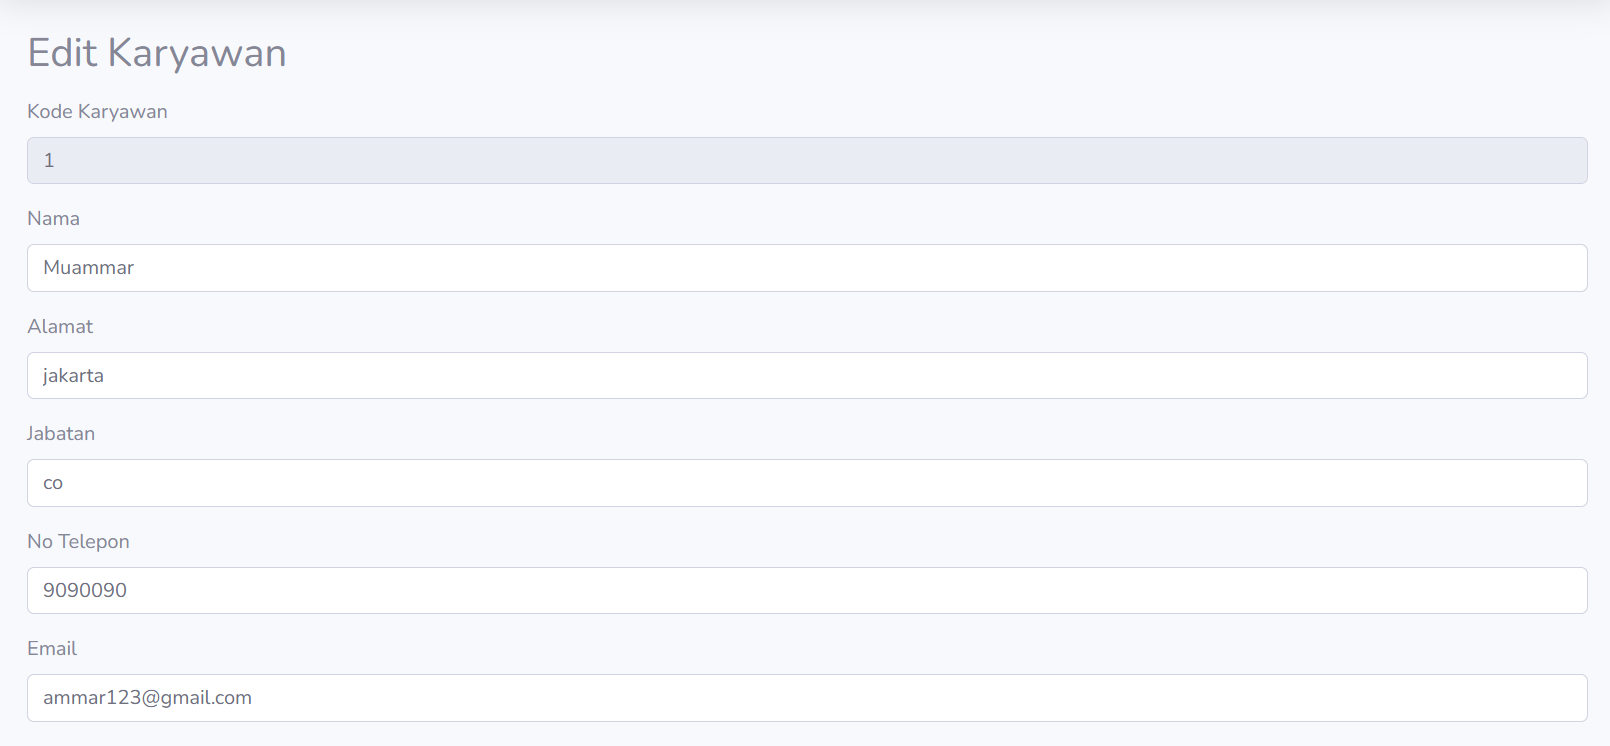 Edit Karyawan
Kode Karyawan
1
Nama
Muammar
Alamat
jakarta
Jabatan
co
No Telepon
9090090
Email
ammar123@gmail.com